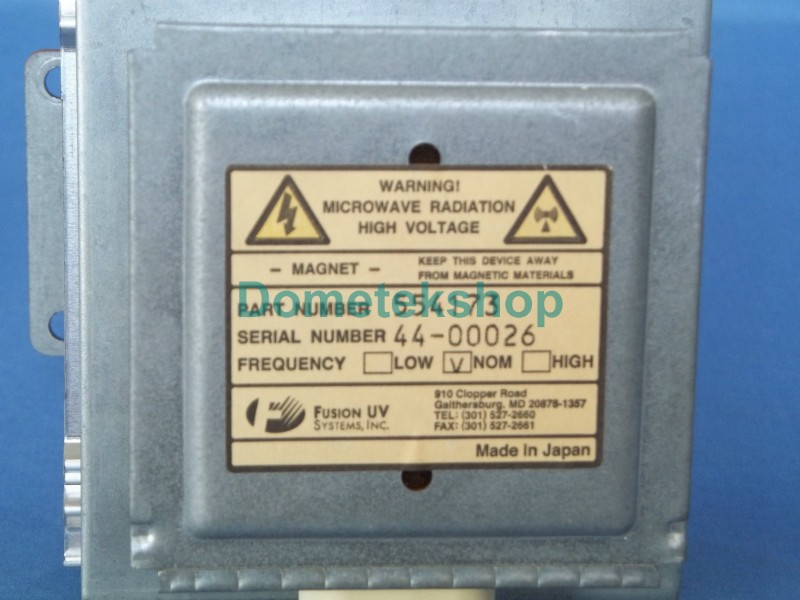 WARNING!
MICROWAVE RADIATION
HIGH VOLTAGE
- MAGNET -
KEEP THIS DEVICE AWAY
FROM MAGNETIC MATERIALS
Dometekshop
PART NUMBER 554173
SERIAL NUMBER 44-00026
FREQUENCY LOW V NOM HIGH
FUSION UV
SYSTEMS, INC.
910 Clopper Road
Gaithersburg, MD 20878-1357
TEL: (301) 527-2660
FAX: (301) 527-2661
Made In Japan